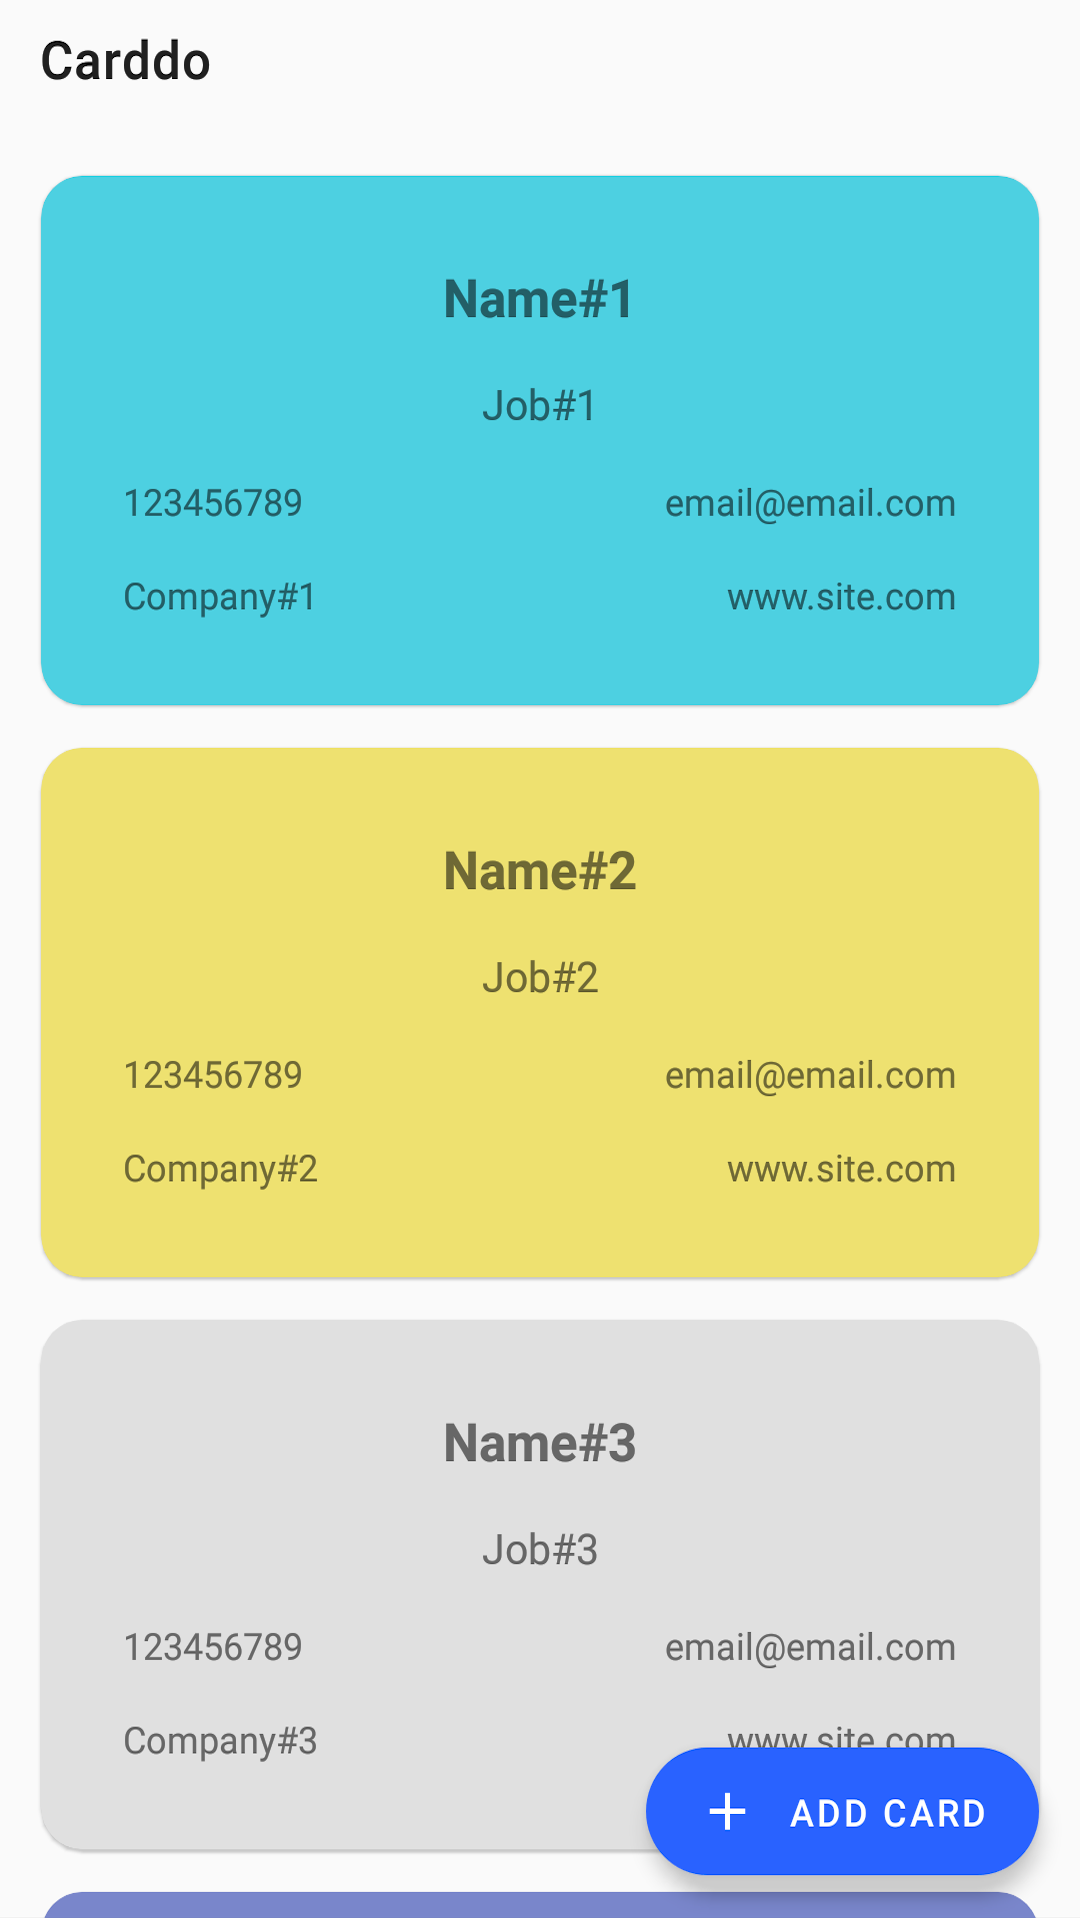 Carddo
Name#1
Job#1
123456789 email@email.com
Company#1 www.site.com
Name#2
Job#2
123456789 email@email.com
Company#2 www.site.com
Name#3
Job#3
123456789 email@email.com
Company#3 www.site.com
+ ADD CARD